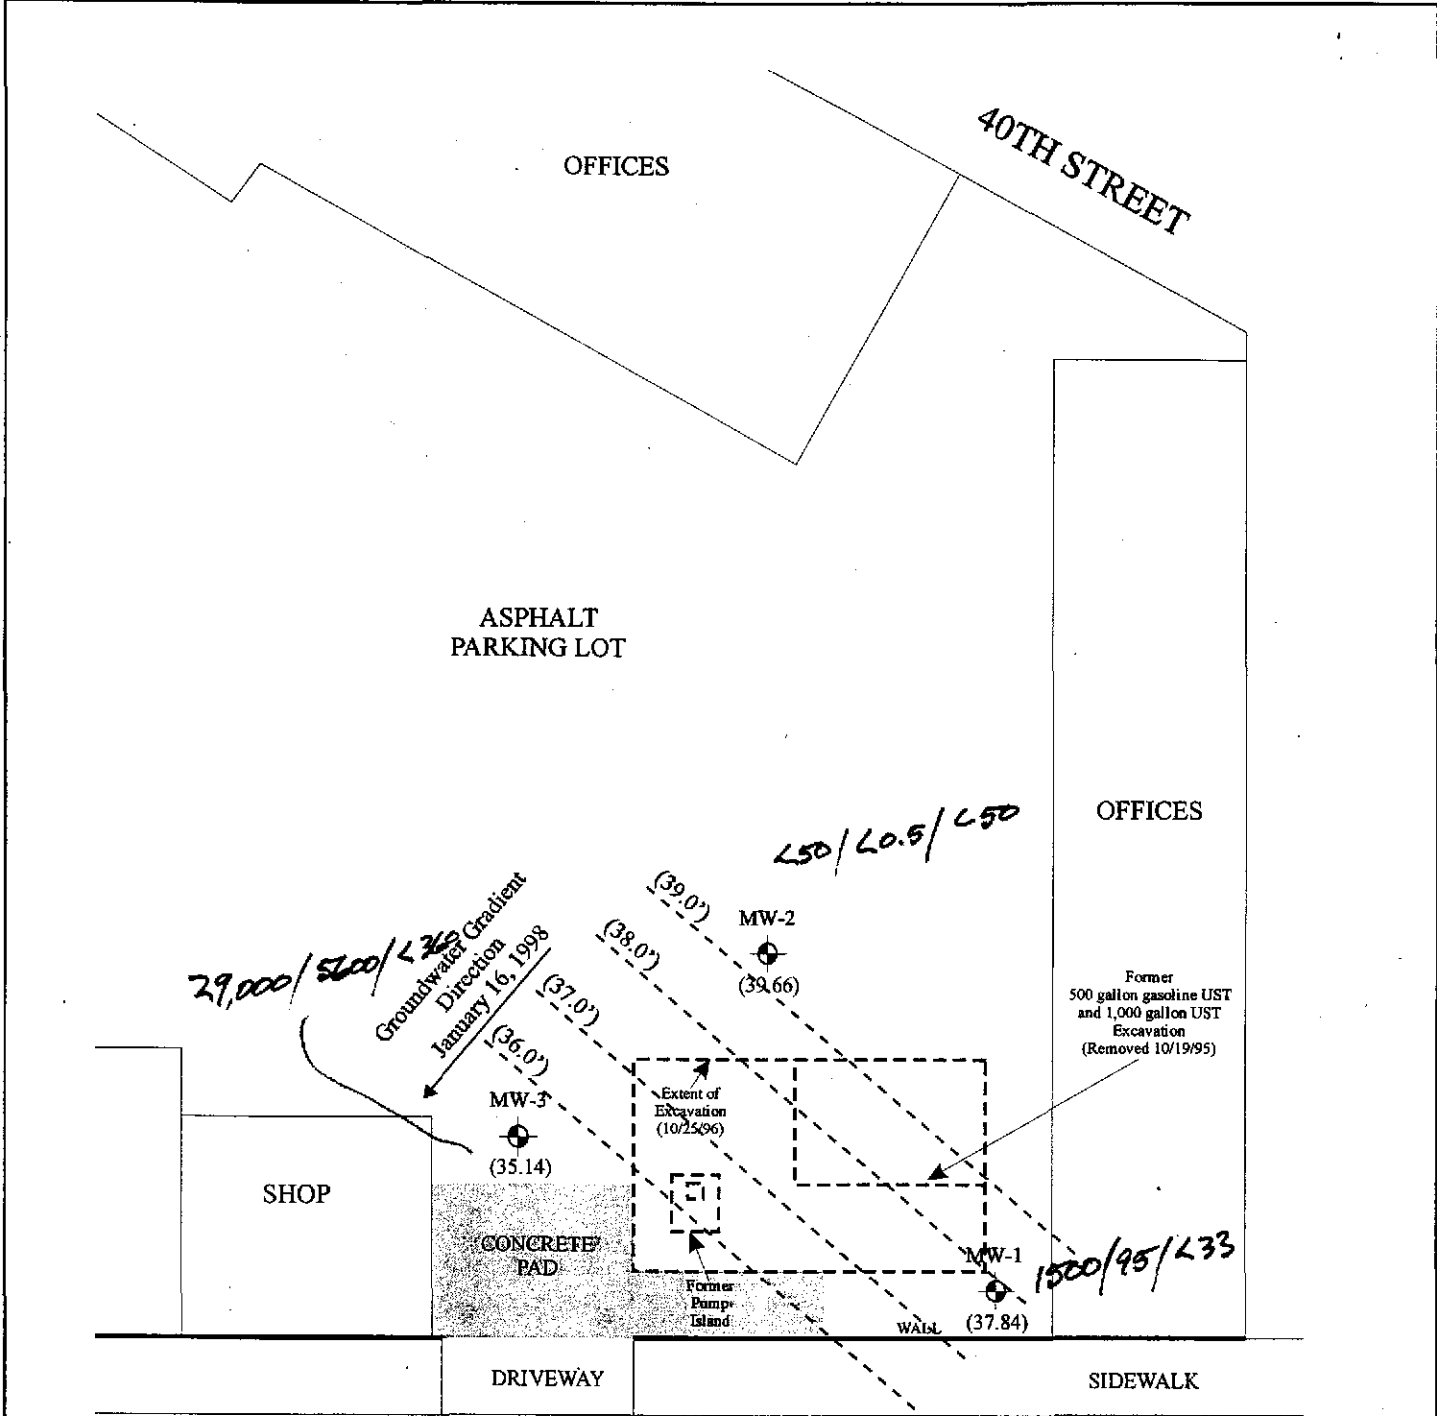 OFFICES
40TH STREET
ASPHALT
PARKING LOT
OFFICES
<50/<0.5/<50
(39.0')
MW-2
(39.66)
(38.0')
29,000/5600/<360
Groundwater Gradient
Direction
January 16, 1998
(37.0')
(36.0')
Former
500 gallon gasoline UST
and 1,000 gallon UST
Excavation
(Removed 10/19/95)
MW-3
(35.14)
Extent of
Excavation
(10/25/96)
SHOP
CONCRETE
PAD
Former
Pump
Island
MW-1
1500/95/<33
(37.84)
WALL
DRIVEWAY
SIDEWALK